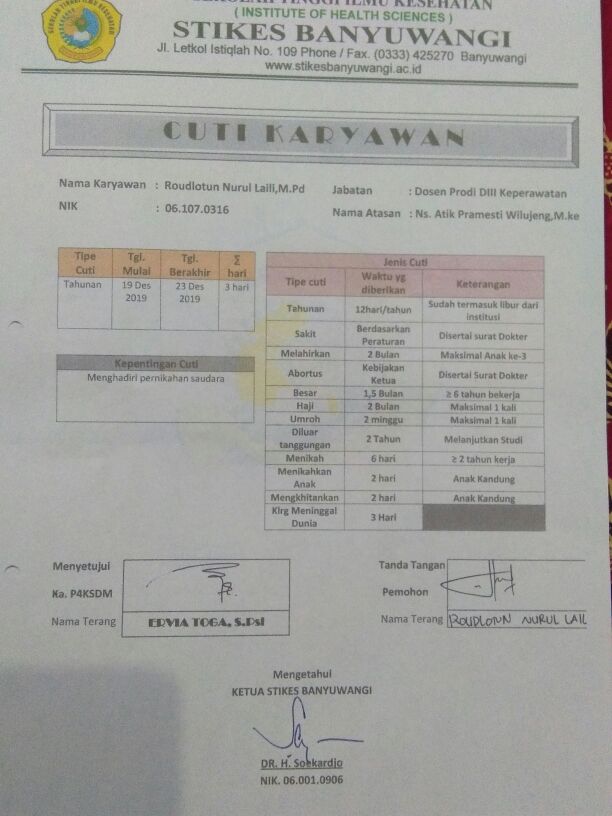 SEKOLAH TINGGI ILMU KESEHATAN
( INSTITUTE OF HEALTH SCIENCES )
STIKES BANYUWANGI
Jl. Letkol Istiqlah No. 109 Phone / Fax. (0333) 425270 Banyuwangi
www.stikesbanyuwangi.ac.id
CUTI KARYAWAN
Nama Karyawan : Roudlotun Nurul Laili,M.Pd
NIK : 06.107.0316
Jabatan : Dosen Prodi DIII Keperawatan
Nama Atasan : Ns. Atik Pramesti Wilujeng,M.ke
Tipe Cuti Tgl. Mulai Tgl. Berakhir ∑ hari
Tahunan 19 Des 2019 23 Des 2019 3 hari
Kepentingan Cuti
Menghadiri pernikahan saudara
Jenis Cuti
Tipe cuti Waktu yg diberikan Keterangan
Tahunan 12hari/tahun Sudah termasuk libur dari institusi
Sakit Berdasarkan Peraturan Disertai surat Dokter
Melahirkan 2 Bulan Maksimal Anak ke-3
Abortus Kebijakan Ketua Disertai Surat Dokter
Besar 1,5 Bulan ≥ 6 tahun bekerja
Haji 2 Bulan Maksimal 1 kali
Umroh 2 minggu Maksimal 1 kali
Diluar tanggungan 2 Tahun Melanjutkan Studi
Menikah 6 hari ≥ 2 tahun kerja
Menikahkan Anak 2 hari Anak Kandung
Mengkhitankan 2 hari Anak Kandung
Klrg Meninggal Dunia 3 Hari
Menyetujui
Ka. P4KSDM
Nama Terang ERVIA TOGA, S.Psi
Tanda Tangan
Pemohon
Nama Terang ROUDLOTUN NURUL LAIL
Mengetahui
KETUA STIKES BANYUWANGI
DR. H. Soekardjo
NIK. 06.001.0906